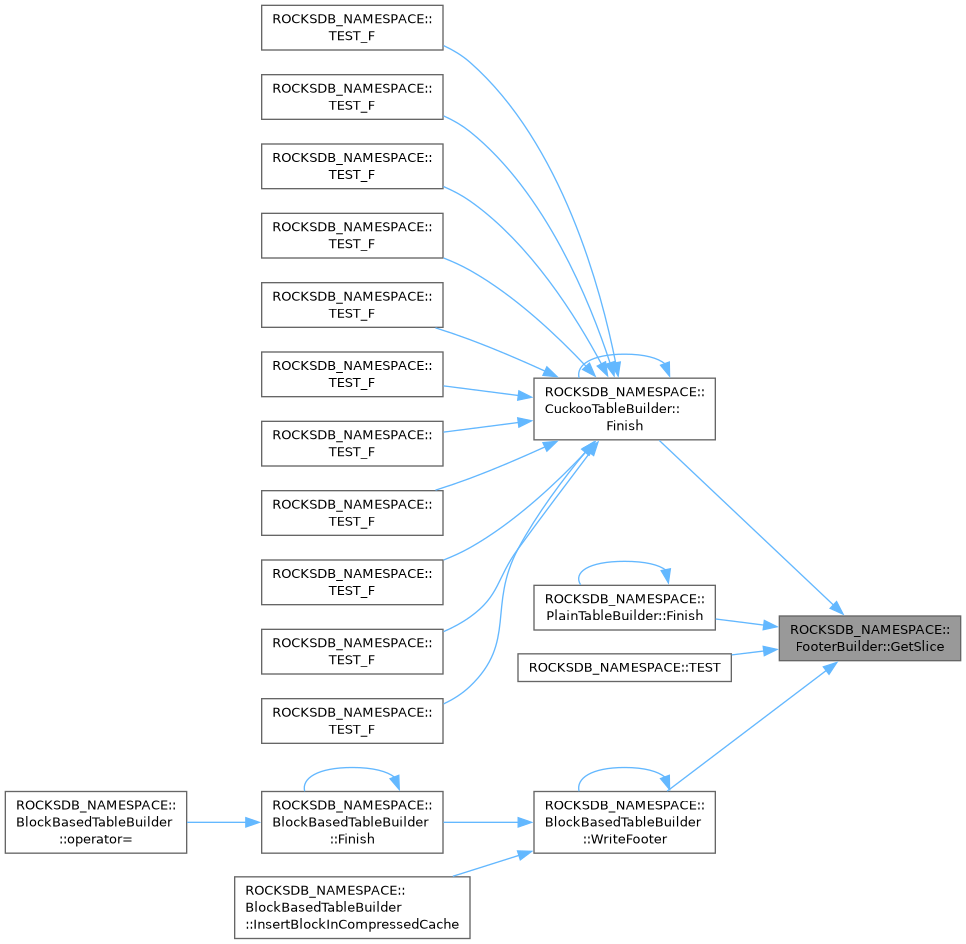 ROCKSDB_NAMESPACE::
TEST_F
ROCKSDB_NAMESPACE::
TEST_F
ROCKSDB_NAMESPACE::
TEST_F
ROCKSDB_NAMESPACE::
TEST_F
ROCKSDB_NAMESPACE::
TEST_F
ROCKSDB_NAMESPACE::
TEST_F
ROCKSDB_NAMESPACE::
TEST_F
ROCKSDB_NAMESPACE::
TEST_F
ROCKSDB_NAMESPACE::
TEST_F
ROCKSDB_NAMESPACE::
TEST_F
ROCKSDB_NAMESPACE::
TEST_F
ROCKSDB_NAMESPACE::
CuckooTableBuilder::
Finish
ROCKSDB_NAMESPACE::
PlainTableBuilder::Finish
ROCKSDB_NAMESPACE::TEST
ROCKSDB_NAMESPACE::
FooterBuilder::GetSlice
ROCKSDB_NAMESPACE::
BlockBasedTableBuilder
::operator=
ROCKSDB_NAMESPACE::
BlockBasedTableBuilder
::Finish
ROCKSDB_NAMESPACE::
BlockBasedTableBuilder
::WriteFooter
ROCKSDB_NAMESPACE::
BlockBasedTableBuilder
::InsertBlockInCompressedCache